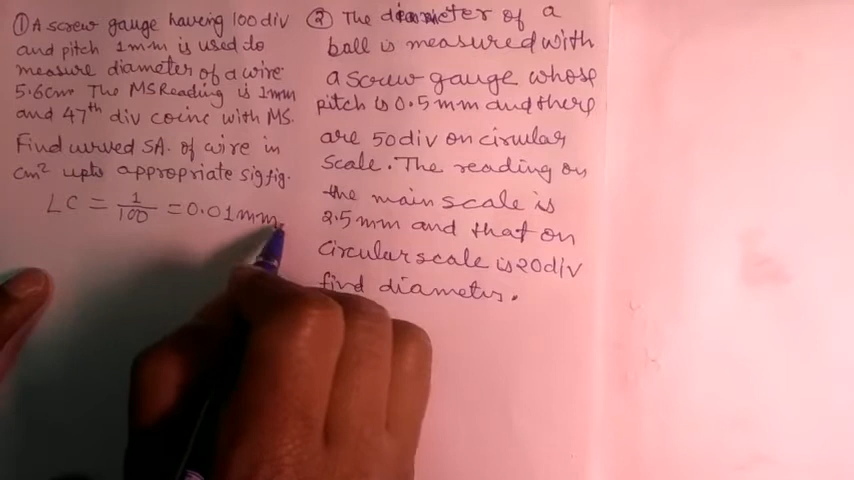 ① A screw gauge having 100 div
and pitch 1mm is used to
measure diameter of a wire
5.6cm The MS Reading is 1mm
and 47th div coinc with MS.
Find curved SA. of wire in
cm² upto appropriate sig fig.
LC = 1/100 = 0.01mm
② The diameter of a
ball is measured with
a screw gauge whose
pitch is 0.5mm and there
are 50 div on circular
scale. The reading on
the main scale is
2.5mm and that on
circular scale is 20 div
find diameter.